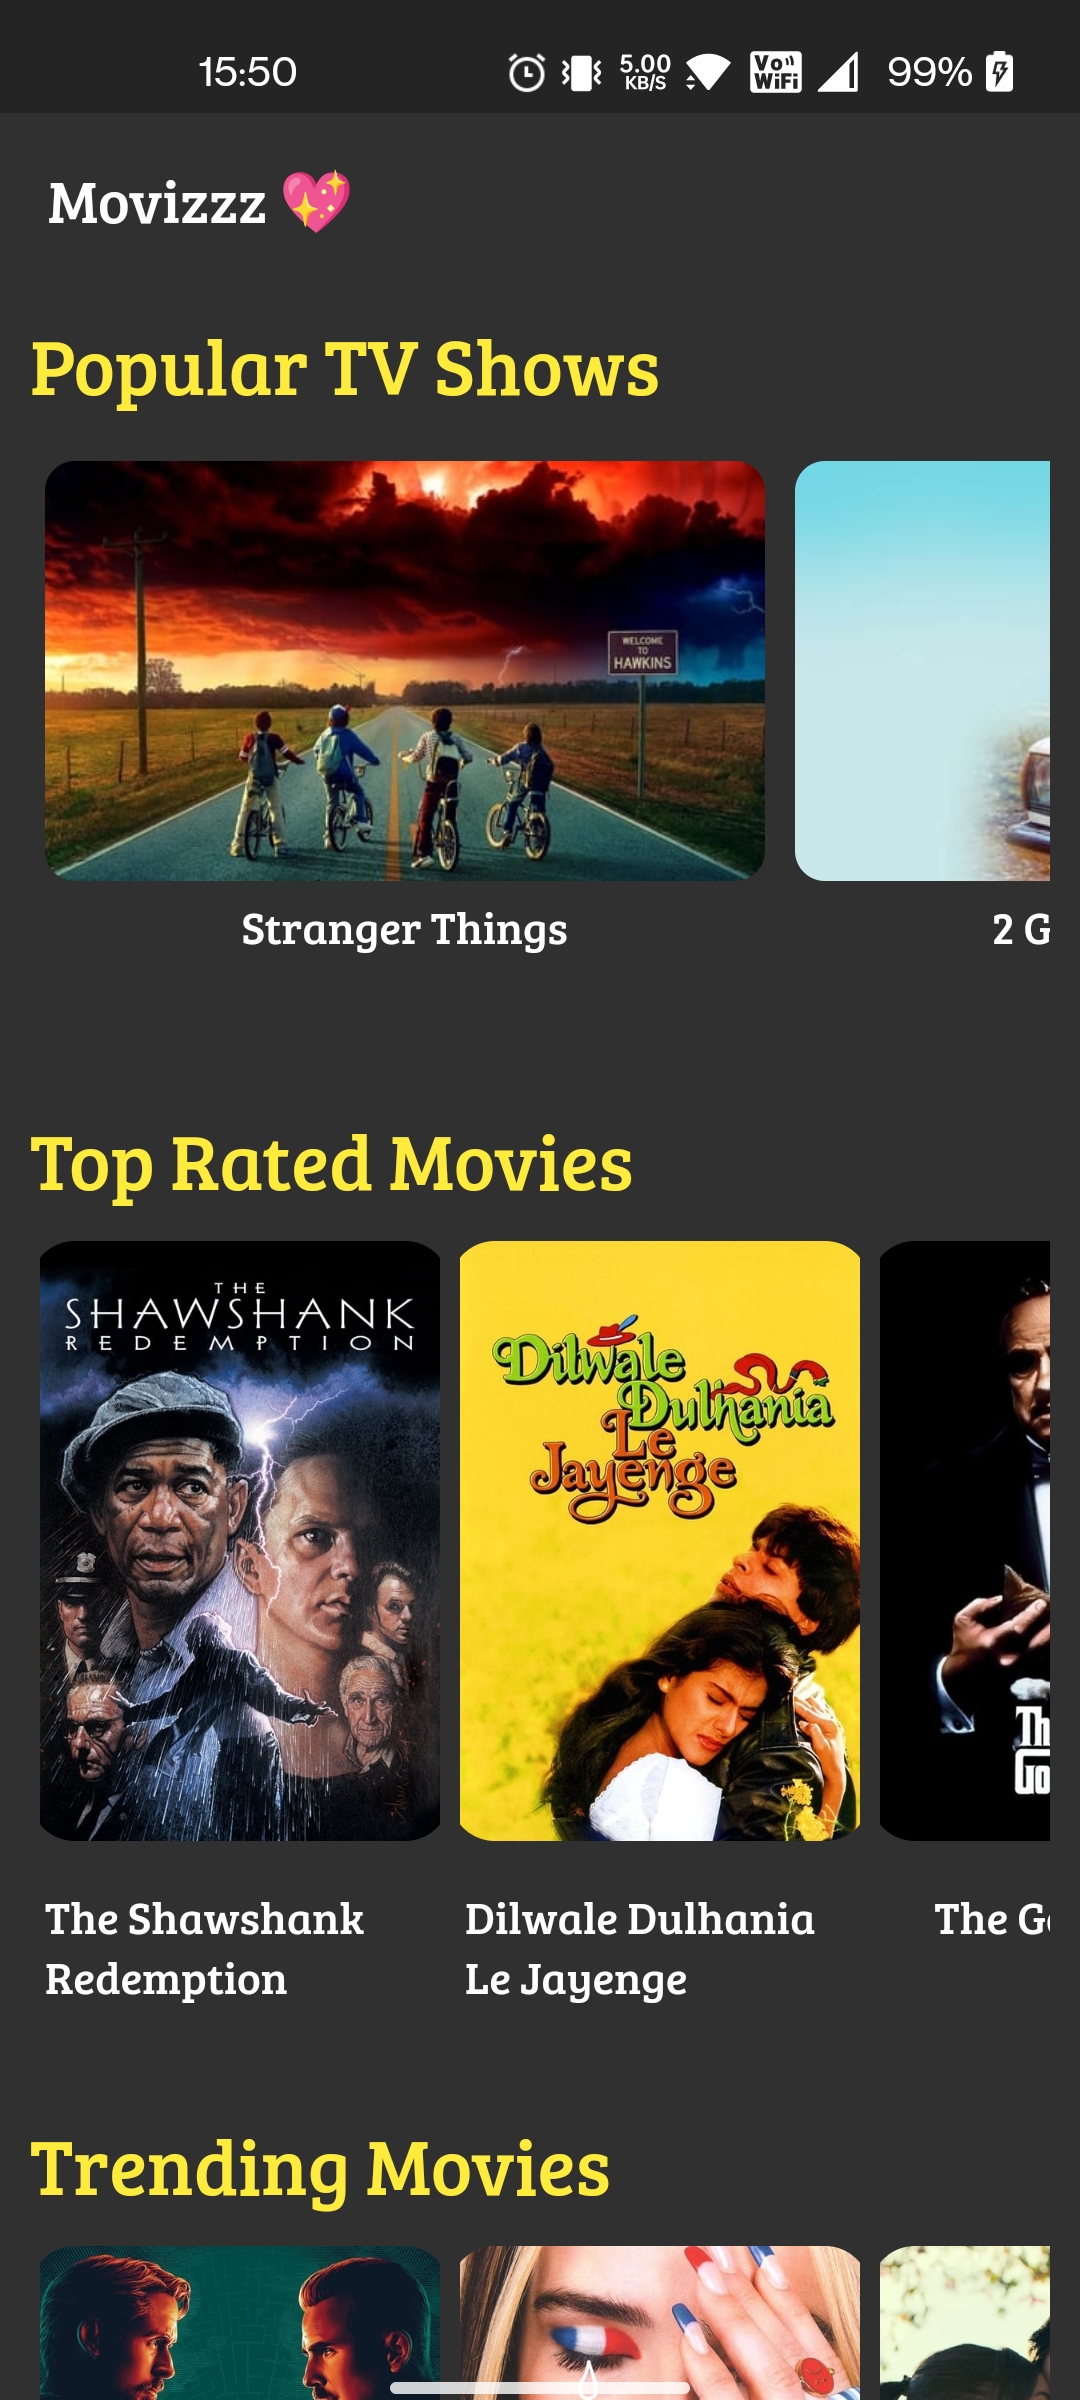 15:50
5.00
KB/S
Vo
WiFi
99%
Movizzz 💖
Popular TV Shows
WELCOME
TO
HAWKINS
Stranger Things
2 G
Top Rated Movies
THE
SHAWSHANK
REDEMPTION
Dilwale
Dulhania
Le
Jayenge
Th
Go
The Shawshank
Redemption
Dilwale Dulhania
Le Jayenge
The Go
Trending Movies